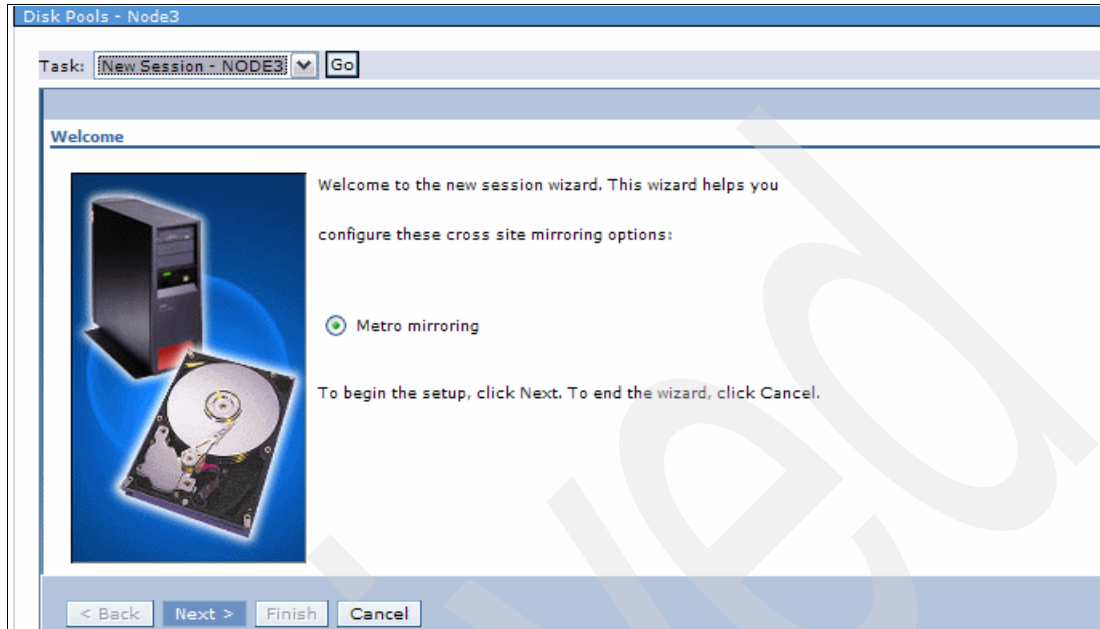 Disk Pools - Node3
Task: New Session - NODE3 Go
Welcome
Welcome to the new session wizard. This wizard helps you
configure these cross site mirroring options:
Metro mirroring
To begin the setup, click Next. To end the wizard, click Cancel.
< Back Next > Finish Cancel